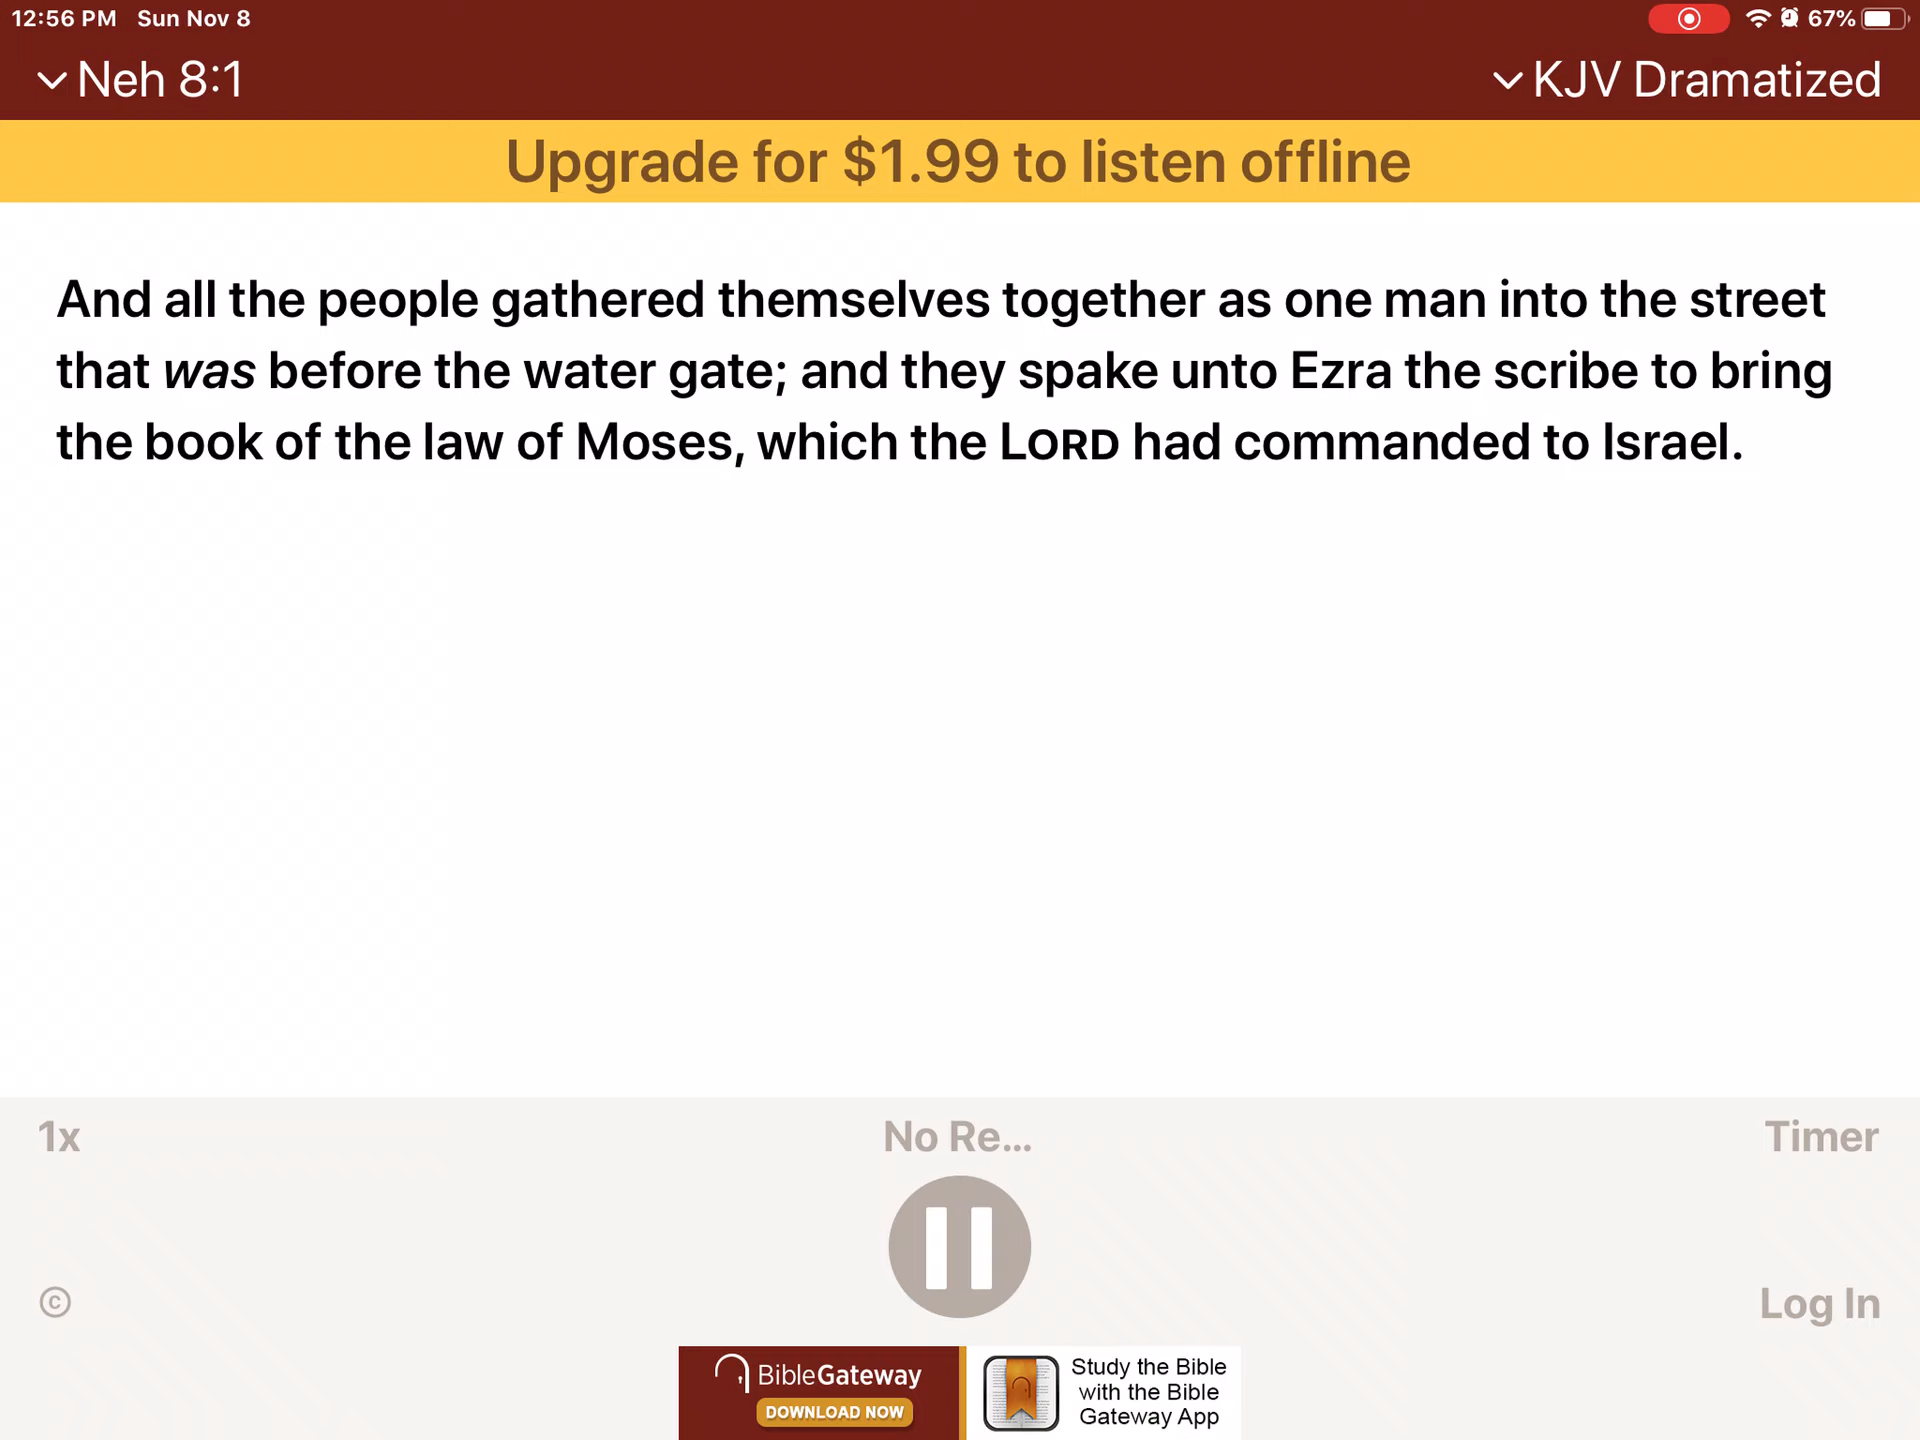 12:56 PM Sun Nov 8 67%
Neh 8:1 KJV Dramatized
Upgrade for $1.99 to listen offline
And all the people gathered themselves together as one man into the street
that was before the water gate; and they spake unto Ezra the scribe to bring
the book of the law of Moses, which the LORD had commanded to Israel.
1x No Re... Timer
© Log In
BibleGateway
DOWNLOAD NOW
Study the Bible
with the Bible
Gateway App